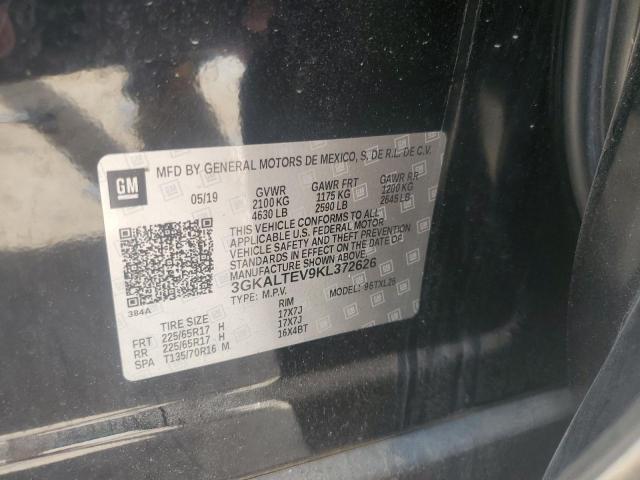 GM
MFD BY GENERAL MOTORS DE MEXICO, S. DE R.L. DE C.V.
05/19 GVWR GAWR FRT GAWR RR
2100 KG 1175 KG 1200 KG
4630 LB 2590 LB 2645 LB
THIS VEHICLE CONFORMS TO ALL
APPLICABLE U.S. FEDERAL MOTOR
VEHICLE SAFETY AND THEFT PREVENTION
STANDARDS IN EFFECT ON THE DATE OF
MANUFACTURE SHOWN ABOVE.
3GKALTEV9KL372626
TYPE: M.P.V. MODEL:
384A
TIRE SIZE RIM
FRT 225/65R17 H 17X7J
RR 225/65R17 H 17X7J
SPA T135/70R16 M 16X4BT